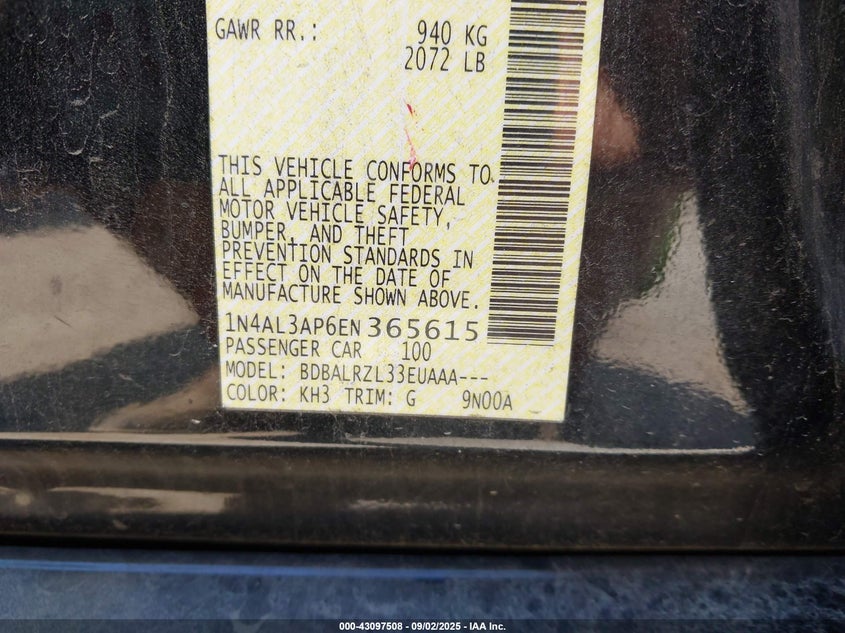 GAWR RR.: 940 KG
2072 LB
THIS VEHICLE CONFORMS TO
ALL APPLICABLE FEDERAL
MOTOR VEHICLE SAFETY,
BUMPER, AND THEFT
PREVENTION STANDARDS IN
EFFECT ON THE DATE OF
MANUFACTURE SHOWN ABOVE.
1N4AL3AP6EN365615
PASSENGER CAR 100
MODEL: BDBALRZL33EUAAA---
COLOR: KH3 TRIM: G 9N00A
000-43097508 - 09/02/2025 - IAA Inc.